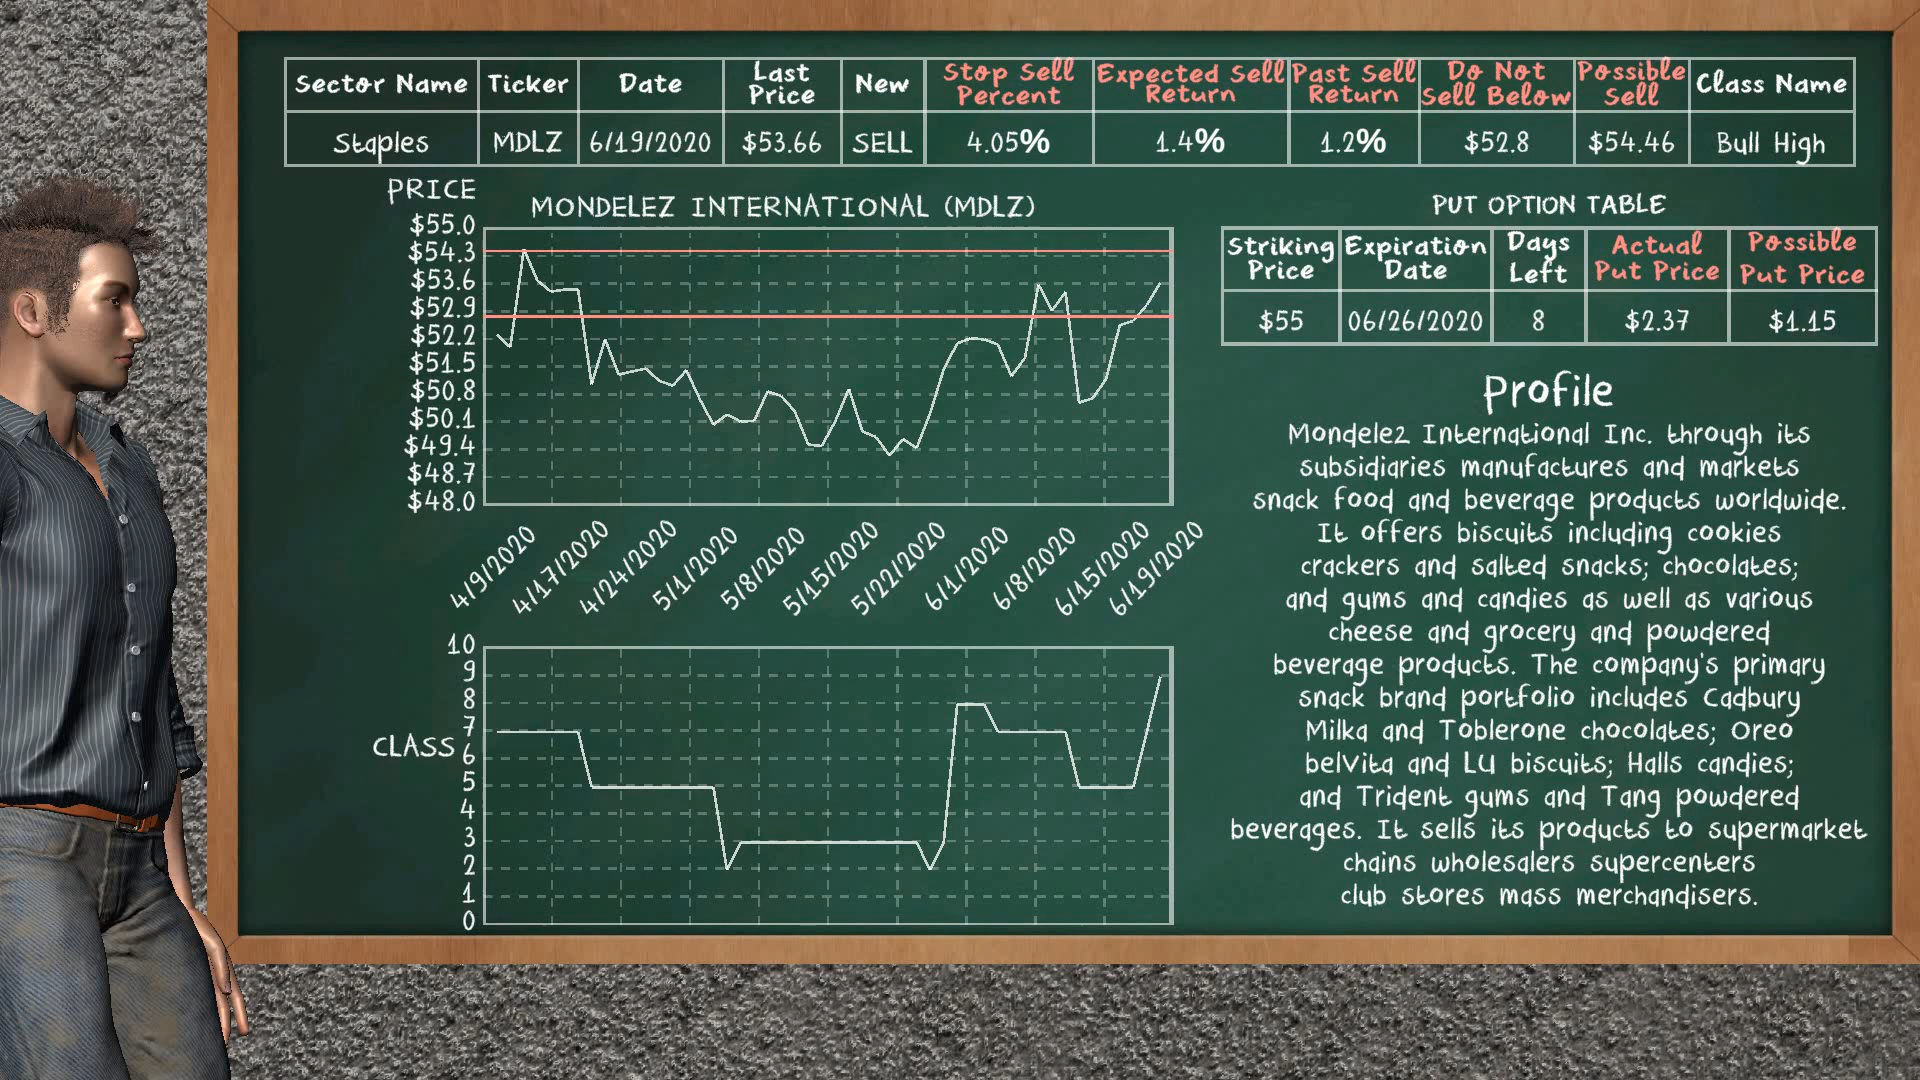 Sector Name Ticker Date Last Price New Stop Sell Percent Expected Sell Return Past Sell Return Do Not Sell Below Possible Sell Class Name
Staples MDLZ 6/19/2020 $53.66 SELL 4.05% 1.4% 1.2% $52.8 $54.46 Bull High
PRICE
MONDELEZ INTERNATIONAL (MDLZ)
$55.0
$54.3
$53.6
$52.9
$52.2
$51.5
$50.8
$50.1
$49.4
$48.7
$48.0
4/9/2020 4/17/2020 4/24/2020 5/1/2020 5/8/2020 5/15/2020 5/22/2020 6/1/2020 6/8/2020 6/15/2020 6/19/2020
CLASS
10
9
8
7
6
5
4
3
2
1
0
PUT OPTION TABLE
Striking Price Expiration Date Days Left Actual Put Price Possible Put Price
$55 06/26/2020 8 $2.37 $1.15
Profile
Mondelez International Inc. through its
subsidiaries manufactures and markets
snack food and beverage products worldwide.
It offers biscuits including cookies
crackers and salted snacks; chocolates;
and gums and candies as well as various
cheese and grocery and powdered
beverage products. The company's primary
snack brand portfolio includes Cadbury
Milka and Toblerone chocolates; Oreo
belVita and LU biscuits; Halls candies;
and Trident gums and Tang powdered
beverages. It sells its products to supermarket
chains wholesalers supercenters
club stores mass merchandisers.